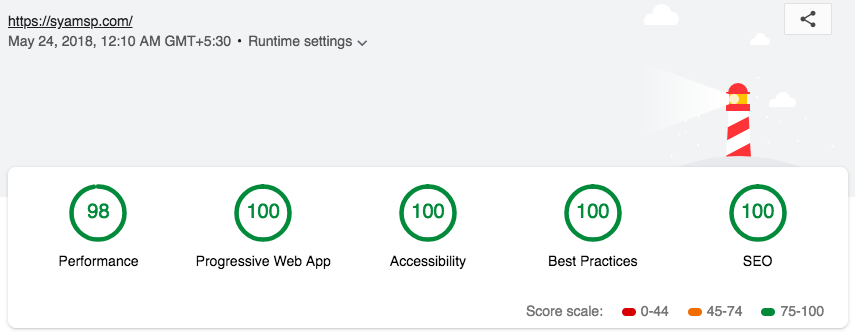 https://syamsp.com/
May 24, 2018, 12:10 AM GMT+5:30 • Runtime settings
98 100 100 100 100
Performance Progressive Web App Accessibility Best Practices SEO
Score scale: 0-44 45-74 75-100